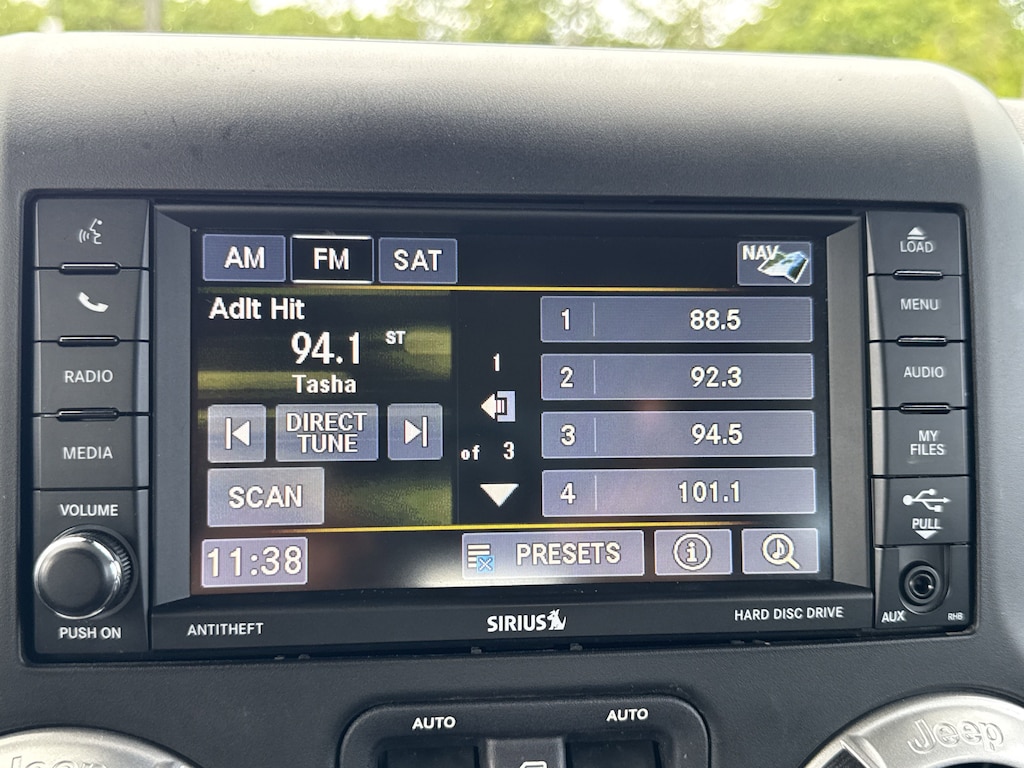 AM FM SAT NAV
Adlt Hit
94.1 ST
Tasha
DIRECT
TUNE
SCAN
11:38
1
of 3
1 88.5
2 92.3
3 94.5
4 101.1
PRESETS
RADIO
MEDIA
VOLUME
PUSH ON
LOAD
MENU
AUDIO
MY
FILES
PULL
AUX
RHB
ANTITHEFT
SIRIUS
HARD DISC DRIVE
AUTO
AUTO
Jeep
Jeep